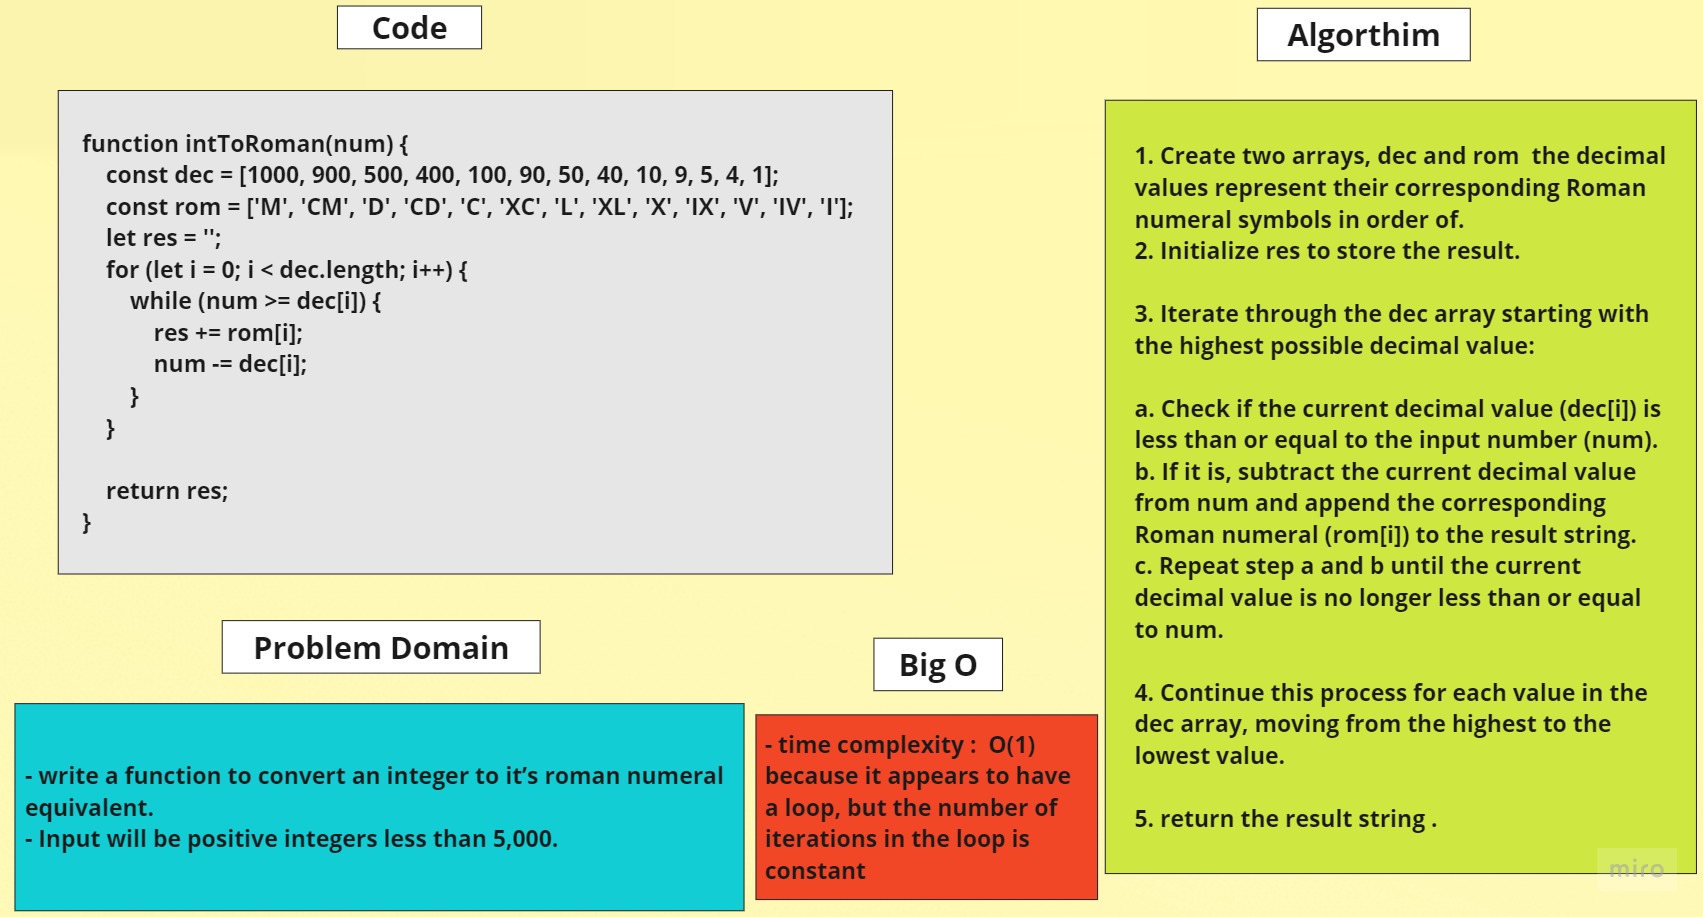 Code
function intToRoman(num) {
const dec = [1000, 900, 500, 400, 100, 90, 50, 40, 10, 9, 5, 4, 1];
const rom = ['M', 'CM', 'D', 'CD', 'C', 'XC', 'L', 'XL', 'X', 'IX', 'V', 'IV', 'I'];
let res = '';
for (let i = 0; i < dec.length; i++) {
while (num >= dec[i]) {
res += rom[i];
num -= dec[i];
}
}
return res;
}
Problem Domain
- write a function to convert an integer to it’s roman numeral
equivalent.
- Input will be positive integers less than 5,000.
Big O
- time complexity :  O(1)
because it appears to have
a loop, but the number of
iterations in the loop is
constant
Algorthim
1. Create two arrays, dec and rom  the decimal
values represent their corresponding Roman
numeral symbols in order of.
2. Initialize res to store the result.
3. Iterate through the dec array starting with
the highest possible decimal value:
a. Check if the current decimal value (dec[i]) is
less than or equal to the input number (num).
b. If it is, subtract the current decimal value
from num and append the corresponding
Roman numeral (rom[i]) to the result string.
c. Repeat step a and b until the current
decimal value is no longer less than or equal
to num.
4. Continue this process for each value in the
dec array, moving from the highest to the
lowest value.
5. return the result string .
miro